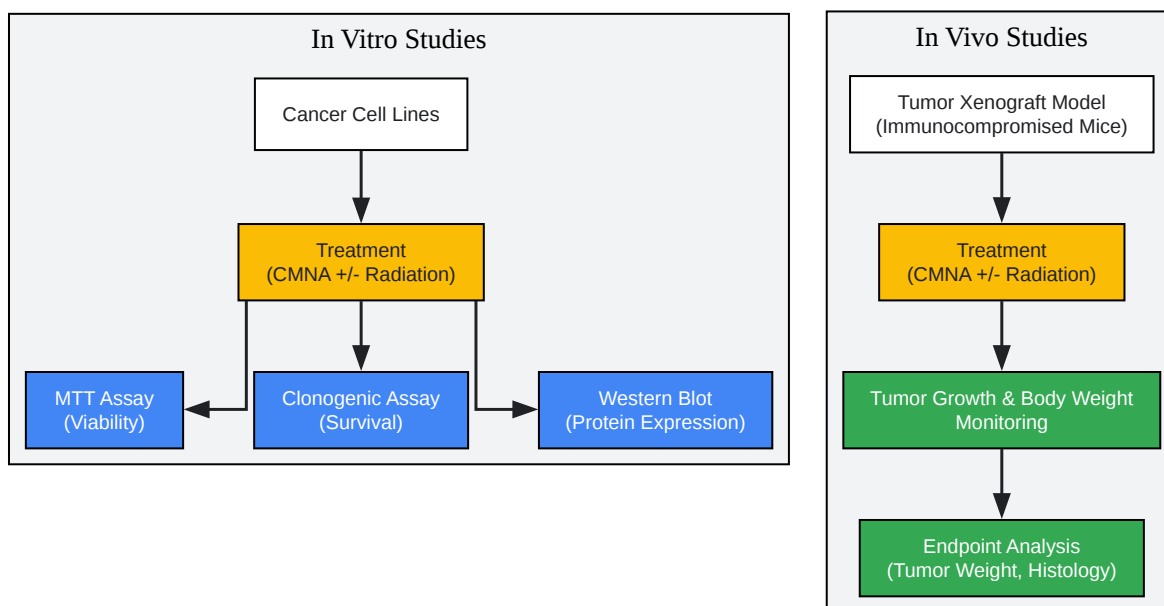 In Vitro Studies
Cancer Cell Lines
Treatment
(CMNA +/- Radiation)
MTT Assay
(Viability)
Clonogenic Assay
(Survival)
Western Blot
(Protein Expression)
In Vivo Studies
Tumor Xenograft Model
(Immunocompromised Mice)
Treatment
(CMNA +/- Radiation)
Tumor Growth & Body Weight
Monitoring
Endpoint Analysis
(Tumor Weight, Histology)